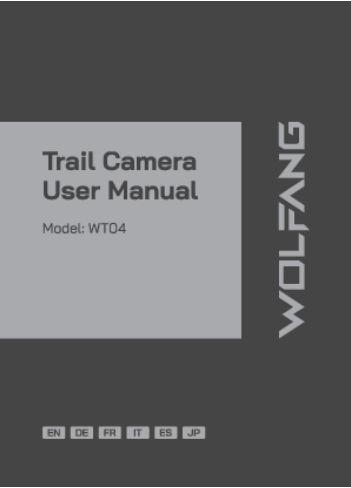 Trail Camera
User Manual
Model: WT04
WOLFANG
EN DE FR IT ES JP